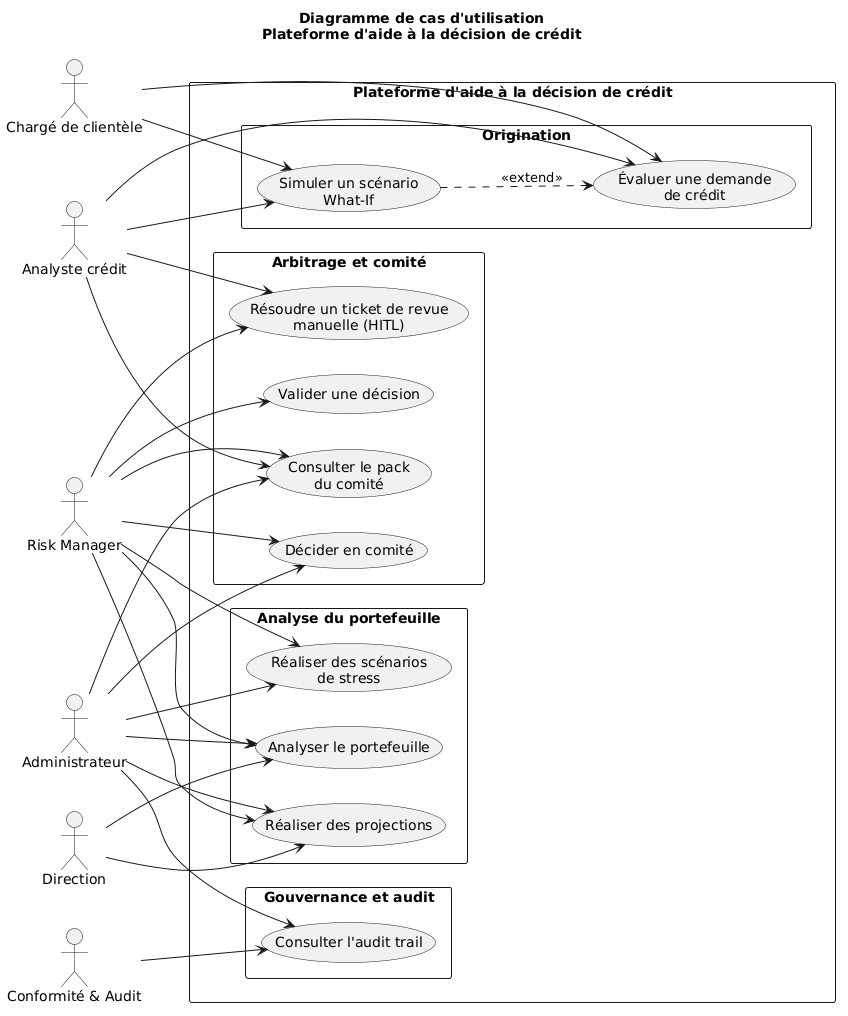 Diagramme de cas d'utilisation
Plateforme d'aide à la décision de crédit
Plateforme d'aide à la décision de crédit
Chargé de clientèle
Origination
Simuler un scénario
What-If
«extend»
Évaluer une demande
de crédit
Analyste crédit
Arbitrage et comité
Résoudre un ticket de revue
manuelle (HITL)
Valider une décision
Consulter le pack
du comité
Risk Manager
Décider en comité
Analyse du portefeuille
Réaliser des scénarios
de stress
Administrateur
Analyser le portefeuille
Réaliser des projections
Direction
Gouvernance et audit
Consulter l'audit trail
Conformité & Audit